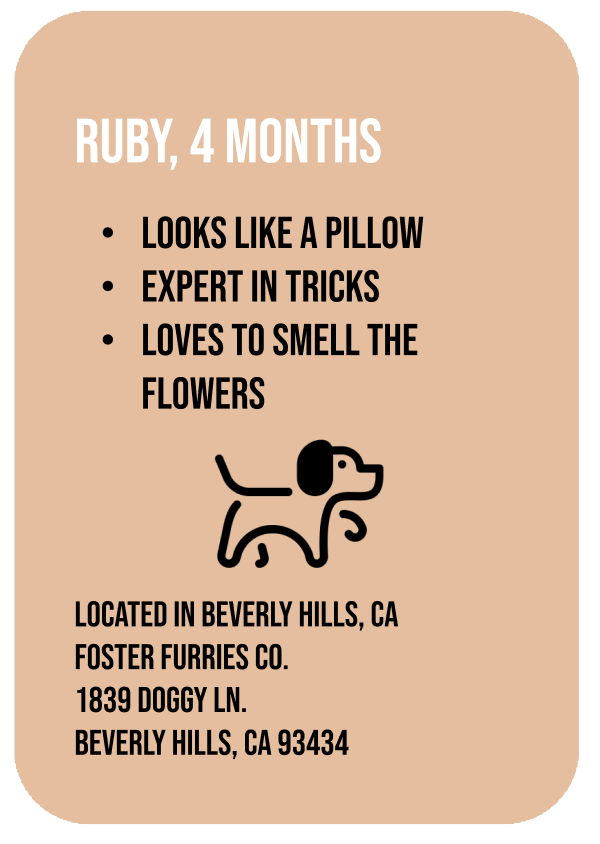 RUBY, 4 MONTHS
• LOOKS LIKE A PILLOW
• EXPERT IN TRICKS
• LOVES TO SMELL THE
FLOWERS
LOCATED IN BEVERLY HILLS, CA
FOSTER FURRIES CO.
1839 DOGGY LN.
BEVERLY HILLS, CA 93434